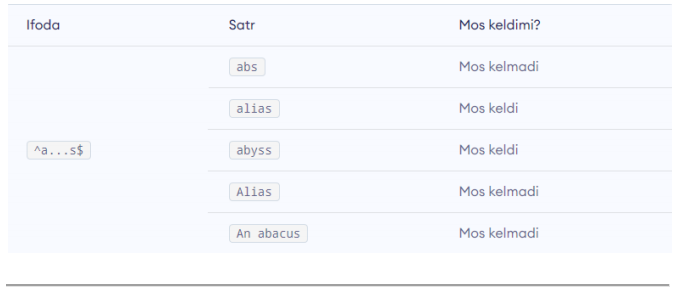 Ifoda Satr Mos keldimi?
abs Mos kelmadi
alias Mos keldi
^a...s$ abyss Mos keldi
Alias Mos kelmadi
An abacus Mos kelmadi